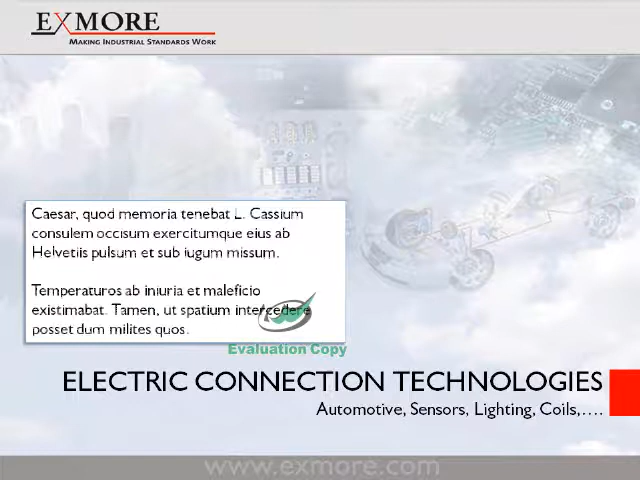 EXMORE
MAKING INDUSTRIAL STANDARDS WORK
Caesar, quod memoria tenebat L. Cassium
consulem occisum exercitumque eius ab
Helvetiis pulsum et sub iugum missum.
Temperaturos ab iniuria et maleficio
existimabat. Tamen, ut spatium intercedere
posset dum milites quos.
Evaluation Copy
ELECTRIC CONNECTION TECHNOLOGIES
Automotive, Sensors, Lighting, Coils,....
www.exmore.com